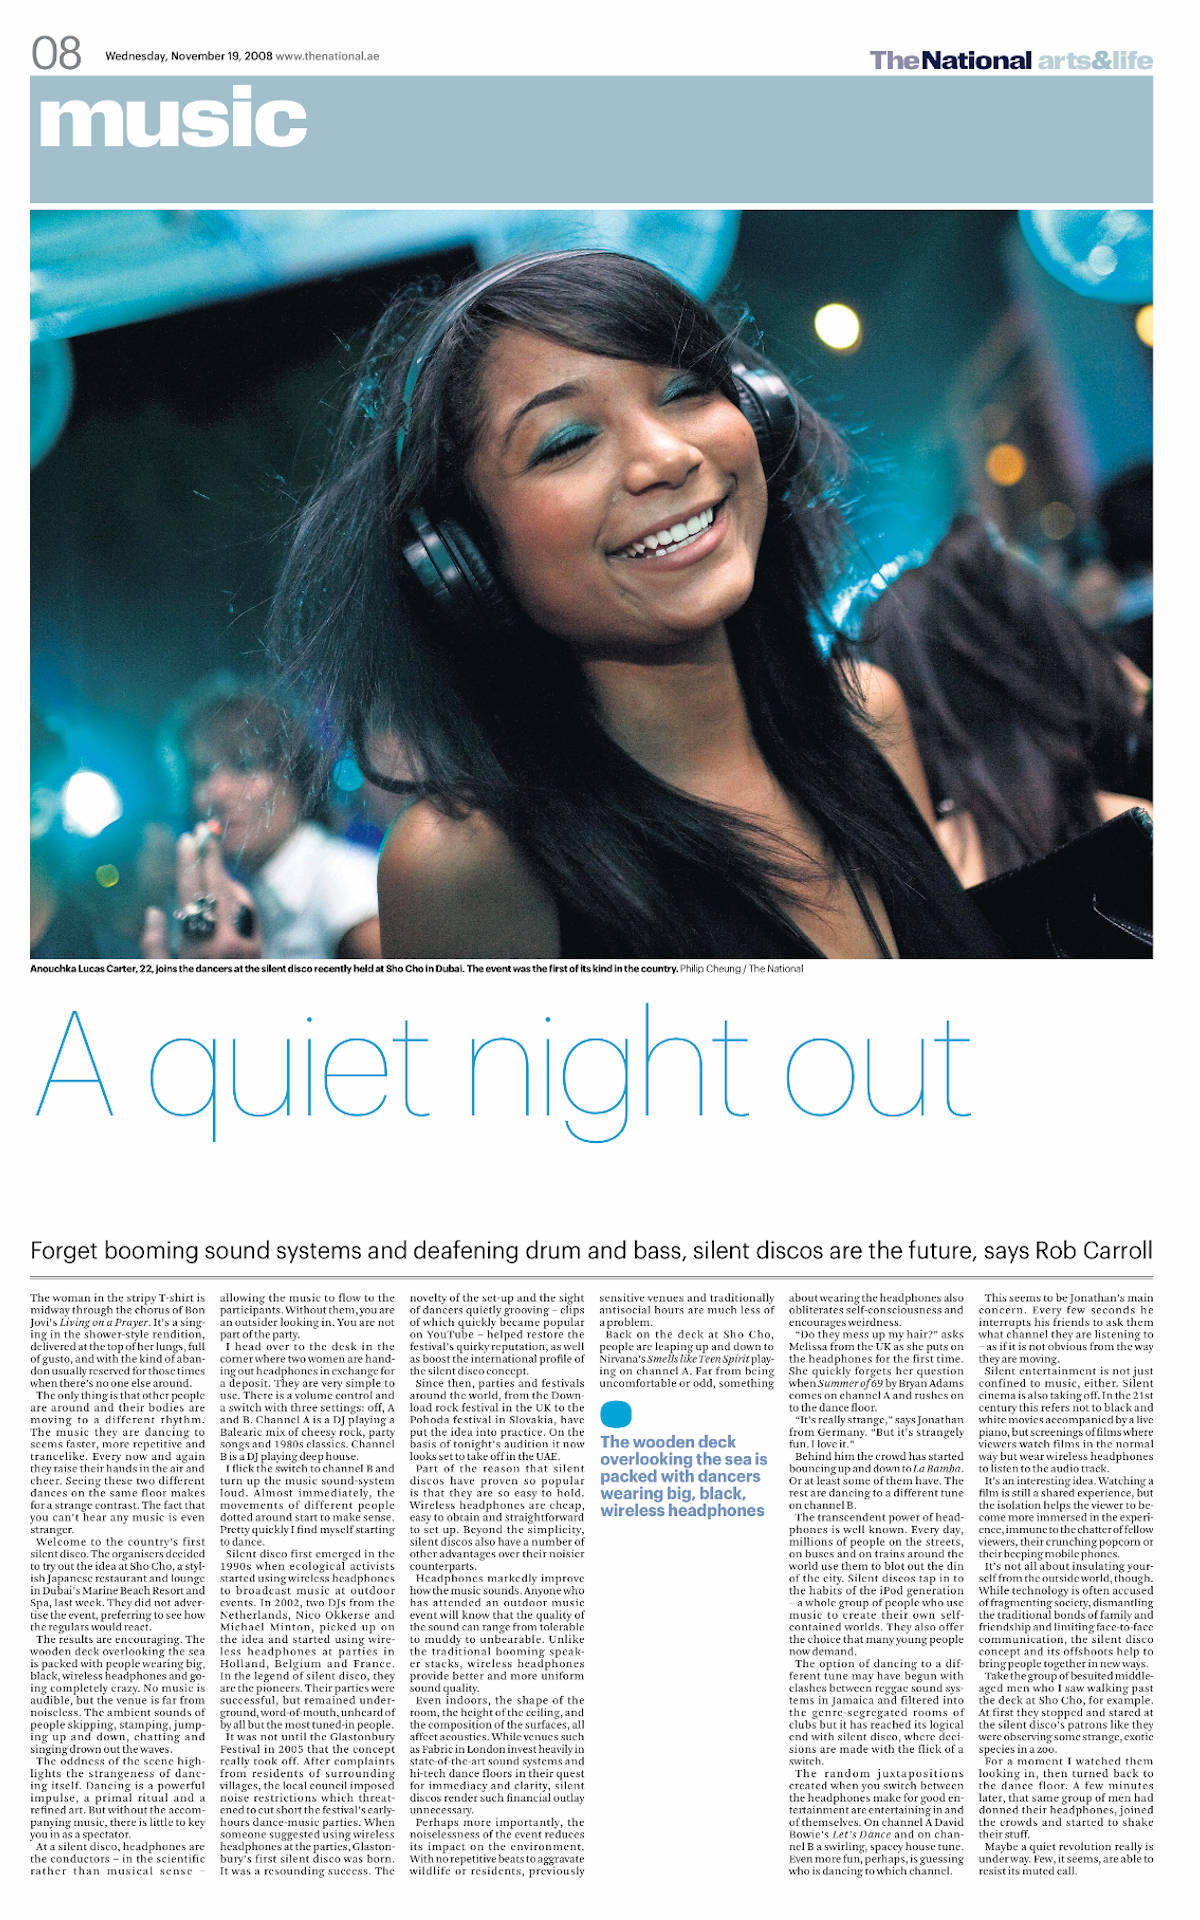 08
Wednesday, November 19, 2008 www.thenational.ae
TheNational arts&life
music
Anouchka Lucas Carter, 22, joins the dancers at the silent disco recently held at Sho Cho in Dubai. The event was the first of its kind in the country. Philip Cheung / The National
A quiet night out
Forget booming sound systems and deafening drum and bass, silent discos are the future, says Rob Carroll
The woman in the stripy T-shirt is
midway through the chorus of Bon
Jovi's Living on a Prayer. It's a sing-
ing in the shower-style rendition,
delivered at the top of her lungs, full
of gusto, and with the kind of aban-
don usually reserved for those times
when there's no one else around.
The only thing is that other people
are around and their bodies are
moving to a different rhythm.
The music they are dancing to
seems faster, more repetitive and
trancelike. Every now and again
they raise their hands in the air and
cheer. Seeing these two different
dances on the same floor makes
for a strange contrast. The fact that
you can't hear any music is even
stranger.
Welcome to the country's first
silent disco. The organisers decided
to try out the idea at Sho Cho, a styl-
ish Japanese restaurant and lounge
in Dubai's Marine Beach Resort and
Spa, last week. They did not adver-
tise the event, preferring to see how
the regulars would react.
The results are encouraging. The
wooden deck overlooking the sea
is packed with people wearing big,
black, wireless headphones and go-
ing completely crazy. No music is
audible, but the venue is far from
noiseless. The ambient sounds of
people skipping, stamping, jump-
ing up and down, chatting and
singing drown out the waves.
The oddness of the scene high-
lights the strangeness of danc-
ing itself. Dancing is a powerful
impulse, a primal ritual and a
refined art. But without the accom-
panying music, there is little to key
you in as a spectator.
At a silent disco, headphones are
the conductors – in the scientific
rather than musical sense –
allowing the music to flow to the
participants. Without them, you are
an outsider looking in. You are not
part of the party.
I head over to the desk in the
corner where two women are hand-
ing out headphones in exchange for
a deposit. They are very simple to
use. There is a volume control and
a switch with three settings: off, A
and B. Channel A is a DJ playing a
Balearic mix of cheesy rock, party
songs and 1980s classics. Channel
B is a DJ playing deep house.
I flick the switch to channel B and
turn up the music sound-system
loud. Almost immediately, the
movements of different people
dotted around start to make sense.
Pretty quickly I find myself starting
to dance.
Silent disco first emerged in the
1990s when ecological activists
started using wireless headphones
to broadcast music at outdoor
events. In 2002, two DJs from the
Netherlands, Nico Okkerse and
Michael Minton, picked up on
the idea and started using wire-
less headphones at parties in
Holland, Belgium and France.
In the legend of silent disco, they
are the pioneers. Their parties were
successful, but remained under-
ground, word-of-mouth, unheard of
by all but the most tuned-in people.
It was not until the Glastonbury
Festival in 2005 that the concept
really took off. After complaints
from residents of surrounding
villages, the local council imposed
noise restrictions which threat-
ened to cut short the festival's early-
hours dance-music parties. When
someone suggested using wireless
headphones at the parties, Glaston-
bury's first silent disco was born.
It was a resounding success. The
novelty of the set-up and the sight
of dancers quietly grooving – clips
of which quickly became popular
on YouTube – helped restore the
festival's quirky reputation, as well
as boost the international profile of
the silent disco concept.
Since then, parties and festivals
around the world, from the Down-
load rock festival in the UK to the
Pohoda festival in Slovakia, have
put the idea into practice. On the
basis of tonight's audition it now
looks set to take off in the UAE.
Part of the reason that silent
discos have proven so popular
is that they are so easy to hold.
Wireless headphones are cheap,
easy to obtain and straightforward
to set up. Beyond the simplicity,
silent discos also have a number of
other advantages over their noisier
counterparts.
Headphones markedly improve
how the music sounds. Anyone who
has attended an outdoor music
event will know that the quality of
the sound can range from tolerable
to muddy to unbearable. Unlike
the traditional booming speak-
er stacks, wireless headphones
provide better and more uniform
sound quality.
Even indoors, the shape of the
room, the height of the ceiling, and
the composition of the surfaces, all
affect acoustics. While venues such
as Fabric in London invest heavily in
state-of-the-art sound systems and
hi-tech dance floors in their quest
for immediacy and clarity, silent
discos render such financial outlay
unnecessary.
Perhaps more importantly, the
noiselessness of the event reduces
its impact on the environment.
With no repetitive beats to aggravate
wildlife or residents, previously
sensitive venues and traditionally
antisocial hours are much less of
a problem.
Back on the deck at Sho Cho,
people are leaping up and down to
Nirvana's Smells like Teen Spirit play-
ing on channel A. Far from being
uncomfortable or odd, something
The wooden deck
overlooking the sea is
packed with dancers
wearing big, black,
wireless headphones
about wearing the headphones also
obliterates self-consciousness and
encourages weirdness.
"Do they mess up my hair?" asks
Melissa from the UK as she puts on
the headphones for the first time.
She quickly forgets her question
when Summer of 69 by Bryan Adams
comes on channel A and rushes on
to the dance floor.
"It's really strange," says Jonathan
from Germany. "But it's strangely
fun. I love it."
Behind him the crowd has started
bouncing up and down to La Bamba.
Or at least some of them have. The
rest are dancing to a different tune
on channel B.
The transcendent power of head-
phones is well known. Every day,
millions of people on the streets,
on buses and on trains around the
world use them to blot out the din
of the city. Silent discos tap in to
the habits of the iPod generation
– a whole group of people who use
music to create their own self-
contained worlds. They also offer
the choice that many young people
now demand.
The option of dancing to a dif-
ferent tune may have begun with
clashes between reggae sound sys-
tems in Jamaica and filtered into
the genre-segregated rooms of
clubs but it has reached its logical
end with silent disco, where deci-
sions are made with the flick of a
switch.
The random juxtapositions
created when you switch between
the headphones make for good en-
tertainment are entertaining in and
of themselves. On channel A David
Bowie's Let's Dance and on chan-
nel B a swirling, spacey house tune.
Even more fun, perhaps, is guessing
who is dancing to which channel.
This seems to be Jonathan's main
concern. Every few seconds he
interrupts his friends to ask them
what channel they are listening to
– as if it is not obvious from the way
they are moving.
Silent entertainment is not just
confined to music, either. Silent
cinema is also taking off. In the 21st
century this refers not to black and
white movies accompanied by a live
piano, but screenings of films where
viewers watch films in the normal
way but wear wireless headphones
to listen to the audio track.
It's an interesting idea. Watching a
film is still a shared experience, but
the isolation helps the viewer to be-
come more immersed in the experi-
ence, immune to the chatter of fellow
viewers, their crunching popcorn or
their beeping mobile phones.
It's not all about insulating your-
self from the outside world, though.
While technology is often accused
of fragmenting society, dismantling
the traditional bonds of family and
friendship and limiting face-to-face
communication, the silent disco
concept and its offshoots help to
bring people together in new ways.
Take the group of besuited middle-
aged men who I saw walking past
the deck at Sho Cho, for example.
At first they stopped and stared at
the silent disco's patrons like they
were observing some strange, exotic
species in a zoo.
For a moment I watched them
looking in, then turned back to
the dance floor. A few minutes
later, that same group of men had
donned their headphones, joined
the crowds and started to shake
their stuff.
Maybe a quiet revolution really is
underway. Few, it seems, are able to
resist its muted call.